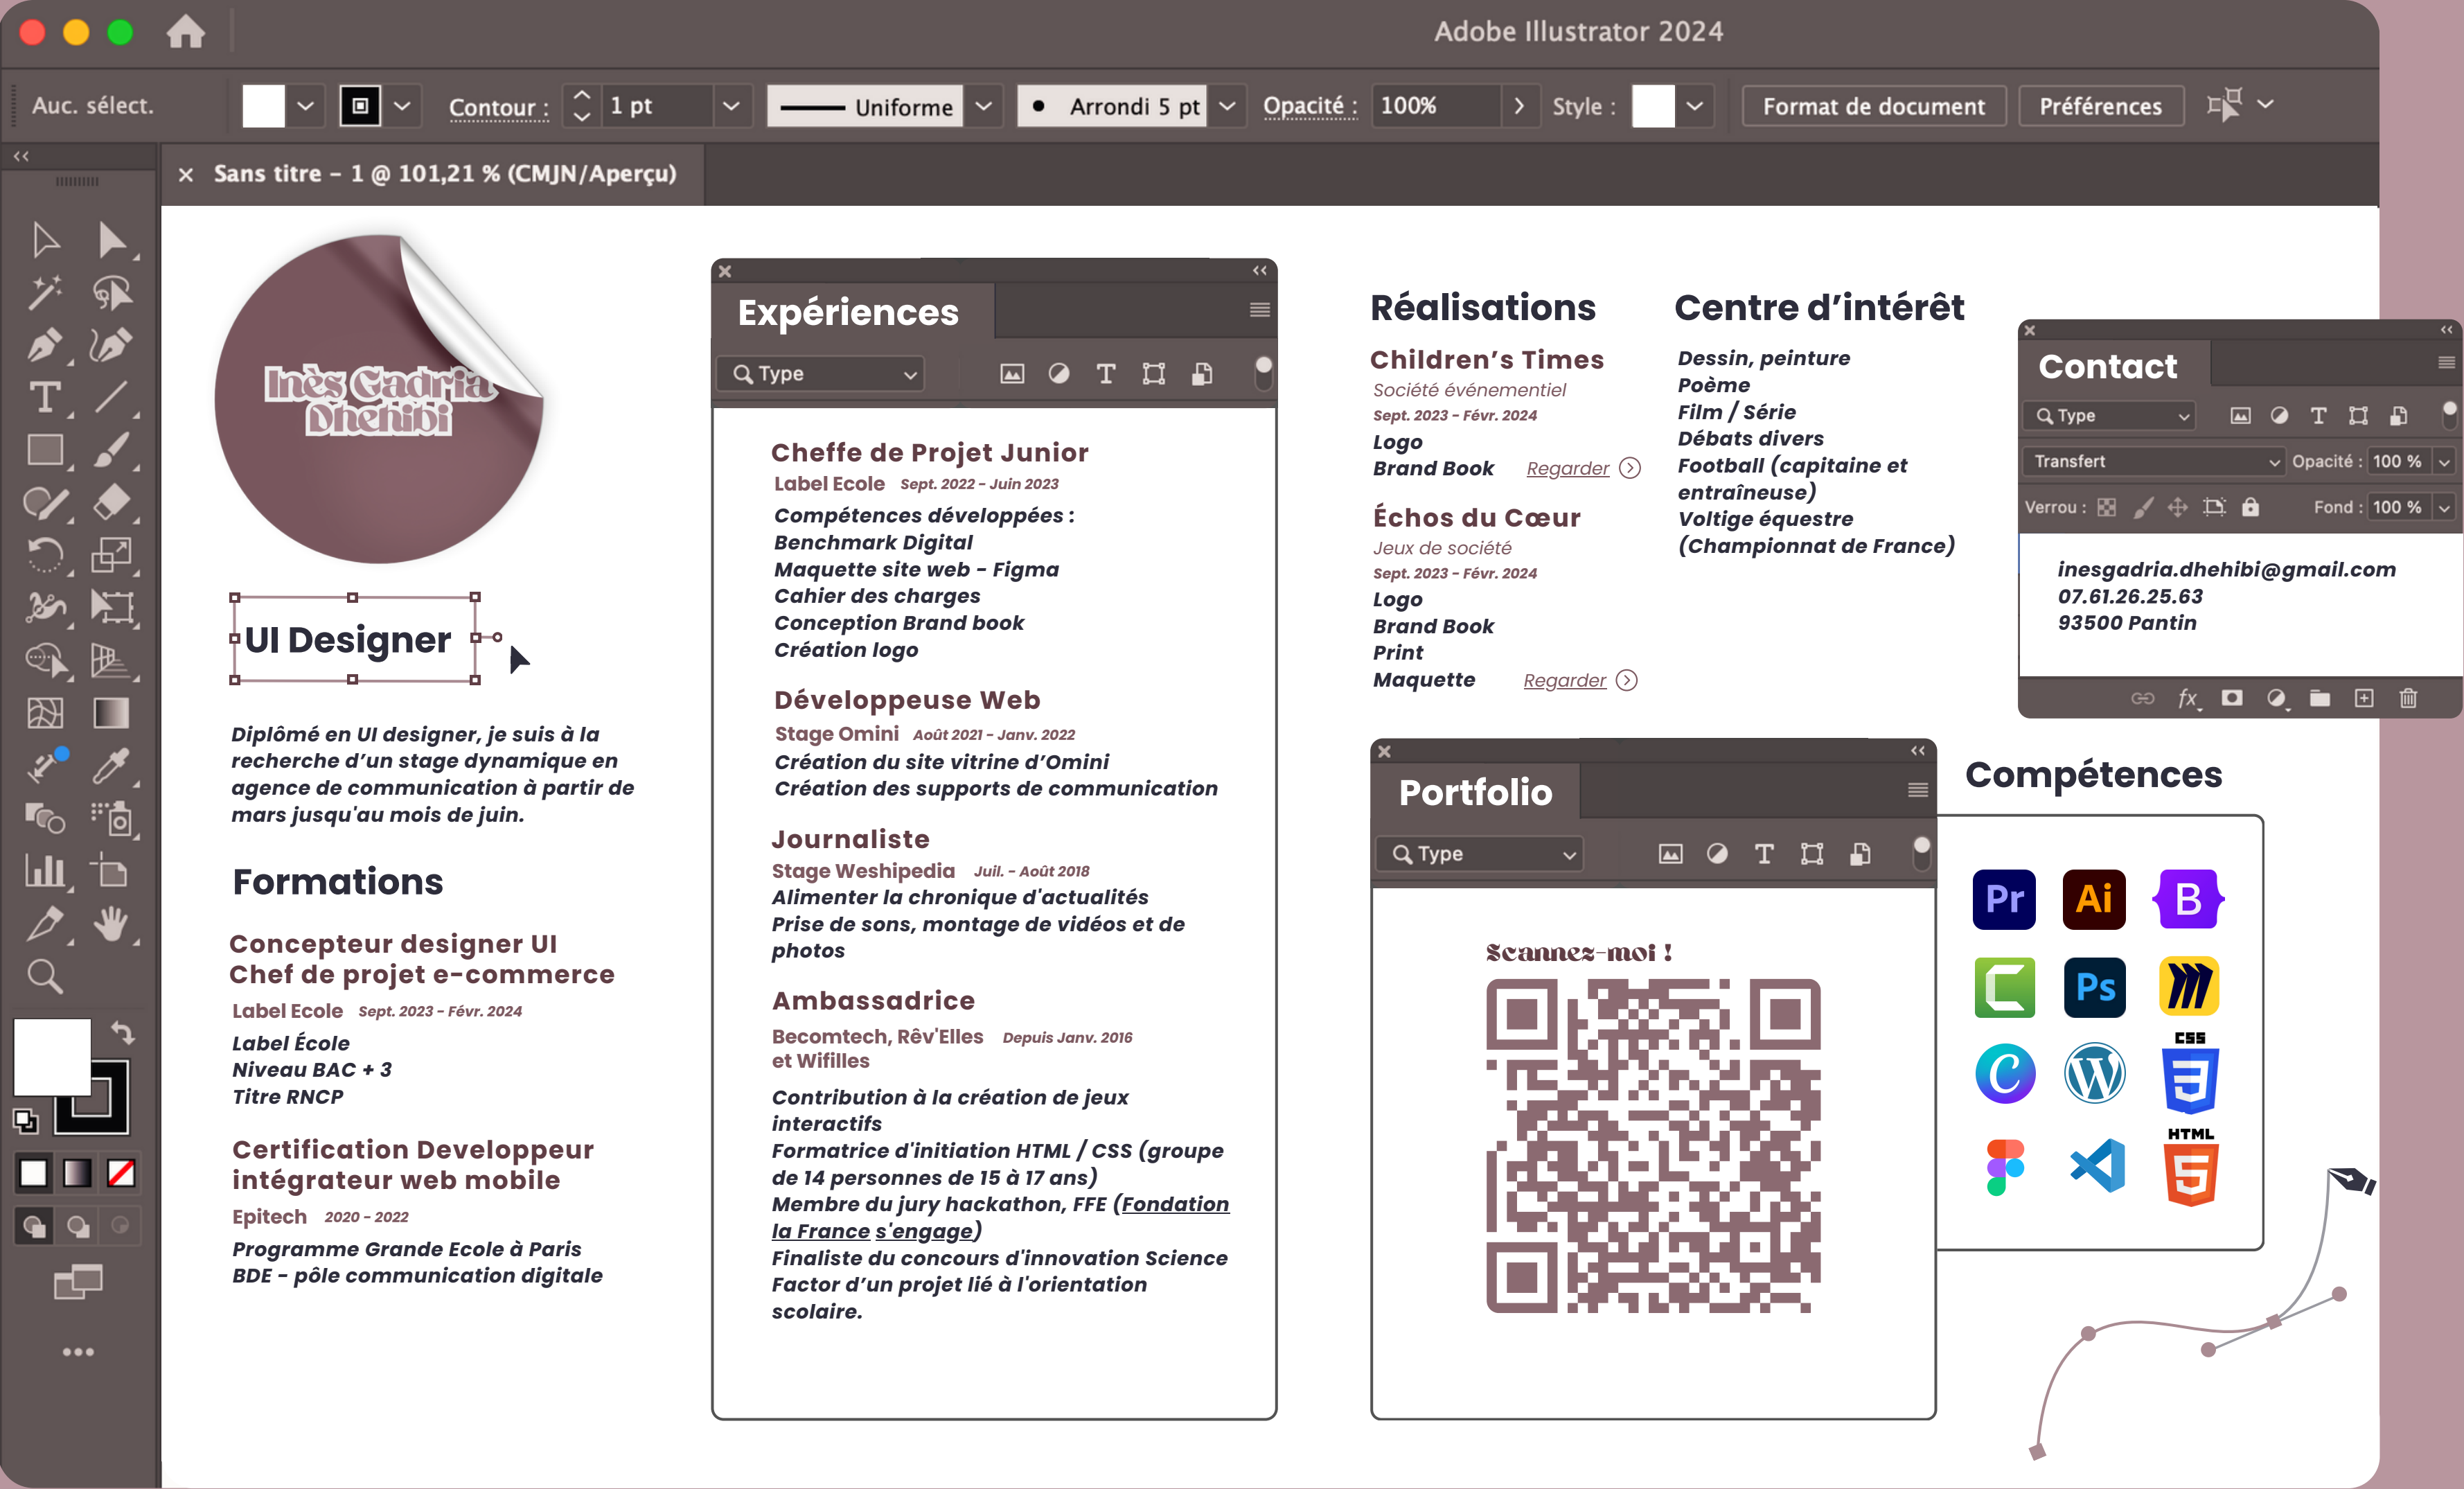 Adobe Illustrator 2024
Auc. sélect.
Contour :
1 pt
Uniforme
Arrondi 5 pt
Opacité :
100%
Style :
Format de document
Préférences
Sans titre - 1 @ 101,21 % (CMJN/Aperçu)
Inès Gadria
Dhehibi
UI Designer
Diplômé en UI designer, je suis à la
recherche d’un stage dynamique en
agence de communication à partir de
mars jusqu'au mois de juin.
Formations
Concepteur designer UI
Chef de projet e-commerce
Label Ecole Sept. 2023 - Févr. 2024
Label École
Niveau BAC + 3
Titre RNCP
Certification Developpeur
intégrateur web mobile
Epitech 2020 - 2022
Programme Grande Ecole à Paris
BDE - pôle communication digitale
Expériences
Type
T
Cheffe de Projet Junior
Label Ecole Sept. 2022 - Juin 2023
Compétences développées :
Benchmark Digital
Maquette site web - Figma
Cahier des charges
Conception Brand book
Création logo
Développeuse Web
Stage Omini Août 2021 - Janv. 2022
Création du site vitrine d’Omini
Création des supports de communication
Journaliste
Stage Weshipedia Juil. - Août 2018
Alimenter la chronique d'actualités
Prise de sons, montage de vidéos et de
photos
Ambassadrice
Becomtech, Rêv'Elles Depuis Janv. 2016
et Wifilles
Contribution à la création de jeux
interactifs
Formatrice d'initiation HTML / CSS (groupe
de 14 personnes de 15 à 17 ans)
Membre du jury hackathon, FFE (Fondation
la France s'engage)
Finaliste du concours d'innovation Science
Factor d’un projet lié à l'orientation
scolaire.
Réalisations
Children’s Times
Société événementiel
Sept. 2023 - Févr. 2024
Logo
Brand Book Regarder
Échos du Cœur
Jeux de société
Sept. 2023 - Févr. 2024
Logo
Brand Book
Print
Maquette Regarder
Centre d’intérêt
Dessin, peinture
Poème
Film / Série
Débats divers
Football (capitaine et
entraîneuse)
Voltige équestre
(Championnat de France)
Contact
Type
T
Transfert
Opacité : 100 %
Verrou :
Fond : 100 %
inesgadria.dhehibi@gmail.com
07.61.26.25.63
93500 Pantin
fx
Portfolio
Type
T
Scannez-moi !
Compétences
Pr Ai B
C Ps
C W CSS 3
HTML 5